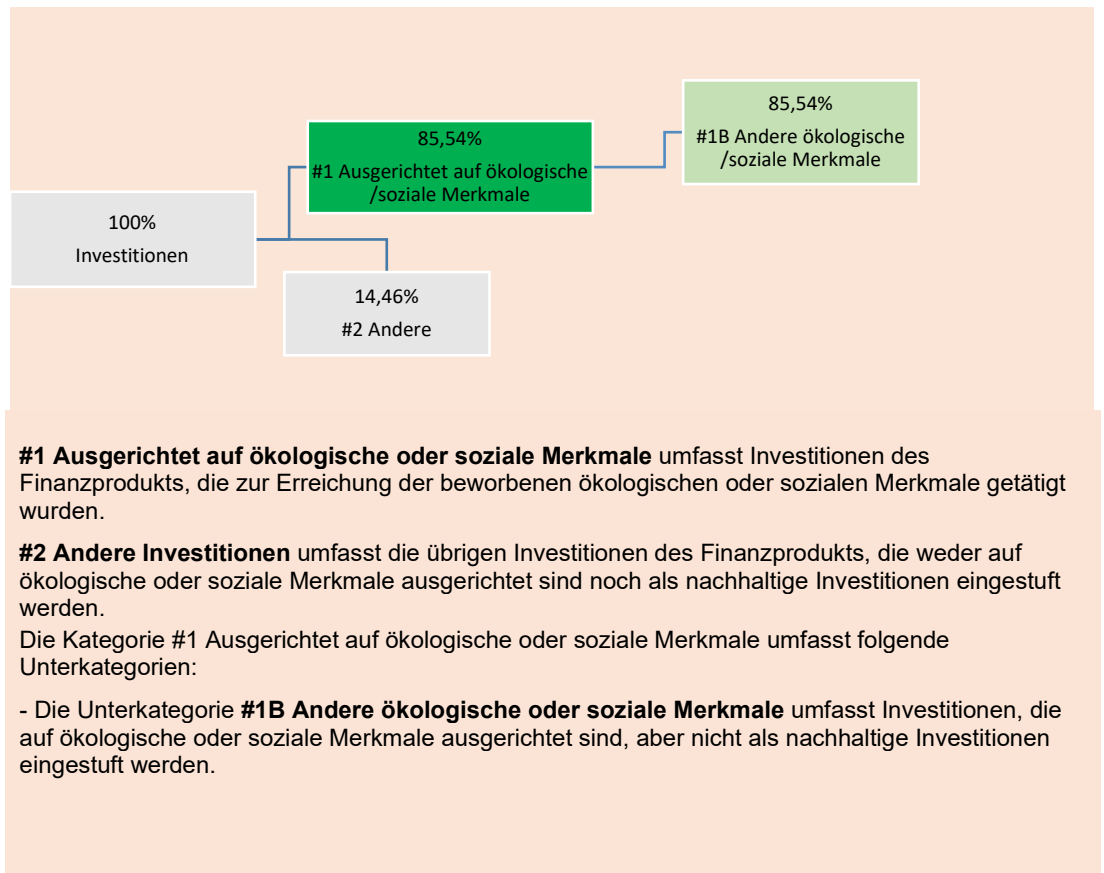 85,54%
#1B Andere ökologische
/soziale Merkmale
85,54%
#1 Ausgerichtet auf ökologische
/soziale Merkmale
100%
Investitionen
14,46%
#2 Andere
#1 Ausgerichtet auf ökologische oder soziale Merkmale umfasst Investitionen des
Finanzprodukts, die zur Erreichung der beworbenen ökologischen oder sozialen Merkmale getätigt
wurden.
#2 Andere Investitionen umfasst die übrigen Investitionen des Finanzprodukts, die weder auf
ökologische oder soziale Merkmale ausgerichtet sind noch als nachhaltige Investitionen eingestuft
werden.
Die Kategorie #1 Ausgerichtet auf ökologische oder soziale Merkmale umfasst folgende
Unterkategorien:
- Die Unterkategorie #1B Andere ökologische oder soziale Merkmale umfasst Investitionen, die
auf ökologische oder soziale Merkmale ausgerichtet sind, aber nicht als nachhaltige Investitionen
eingestuft werden.